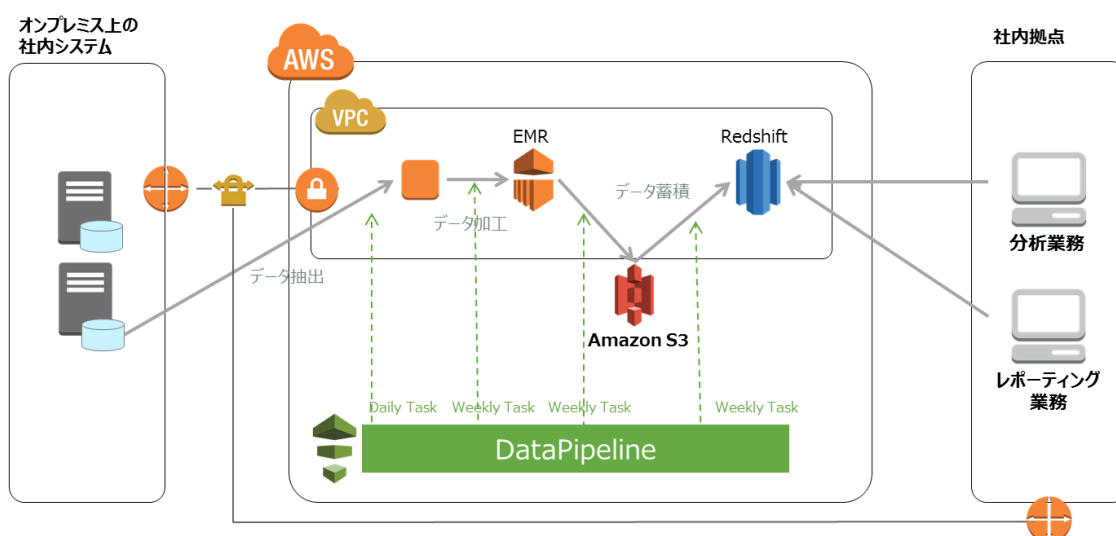 オンプレミス上の
社内システム
社内拠点
AWS
VPC
EMR
Redshift
データ蓄積
データ加工
データ抽出
分析業務
Amazon S3
レポーティング
業務
Daily Task
Weekly Task
Weekly Task
Weekly Task
DataPipeline